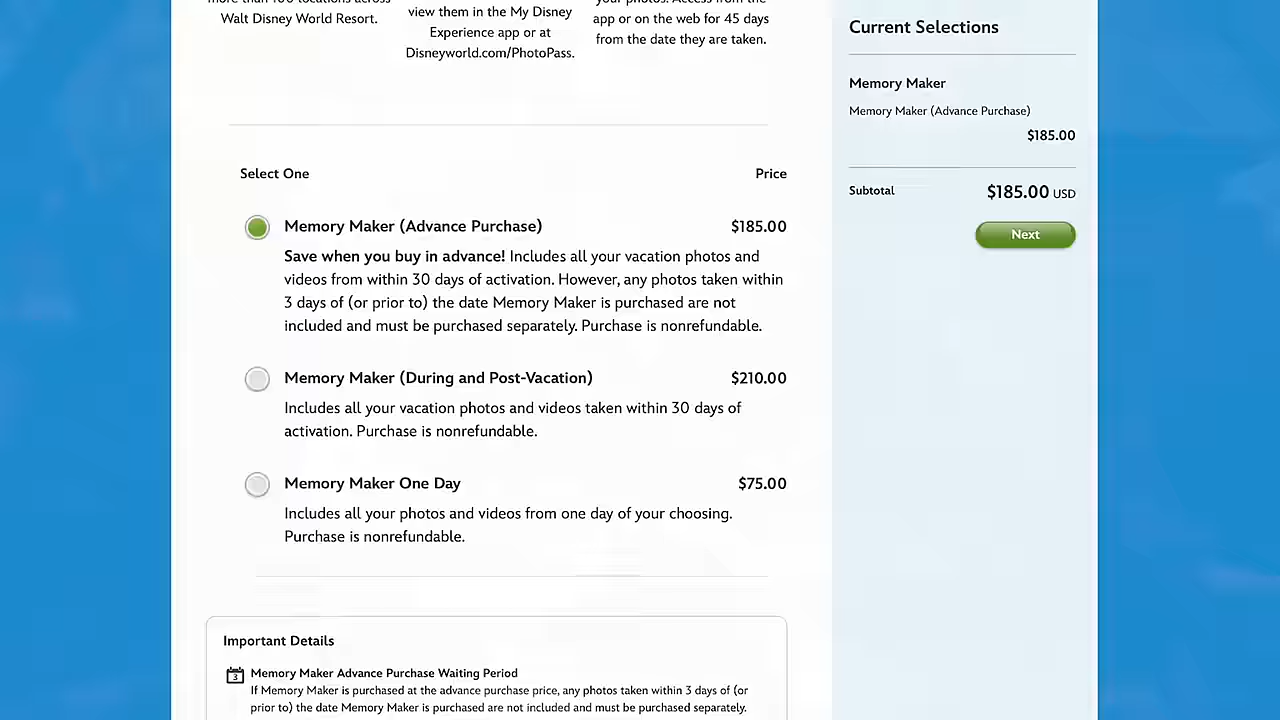 more than 100 locations across
Walt Disney World Resort.
view them in the My Disney
Experience app or at
Disneyworld.com/PhotoPass.
your photos. Access from the
app or on the web for 45 days
from the date they are taken.
Select One Price
Memory Maker (Advance Purchase) $185.00
Save when you buy in advance! Includes all your vacation photos and
videos from within 30 days of activation. However, any photos taken within
3 days of (or prior to) the date Memory Maker is purchased are not
included and must be purchased separately. Purchase is nonrefundable.
Memory Maker (During and Post-Vacation) $210.00
Includes all your vacation photos and videos taken within 30 days of
activation. Purchase is nonrefundable.
Memory Maker One Day $75.00
Includes all your photos and videos from one day of your choosing.
Purchase is nonrefundable.
Important Details
3
Memory Maker Advance Purchase Waiting Period
If Memory Maker is purchased at the advance purchase price, any photos taken within 3 days of (or
prior to) the date Memory Maker is purchased are not included and must be purchased separately.
Current Selections
Memory Maker
Memory Maker (Advance Purchase)
$185.00
Subtotal $185.00 USD
Next